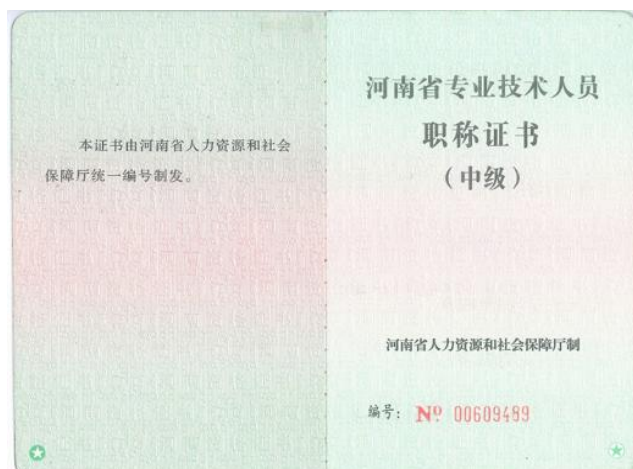 本证书由河南省人力资源和社会
保障厅统一编号制发。
河南省专业技术人员
职称证书
（中级）
河南省人力资源和社会保障厅制
编号： Nº 00609489